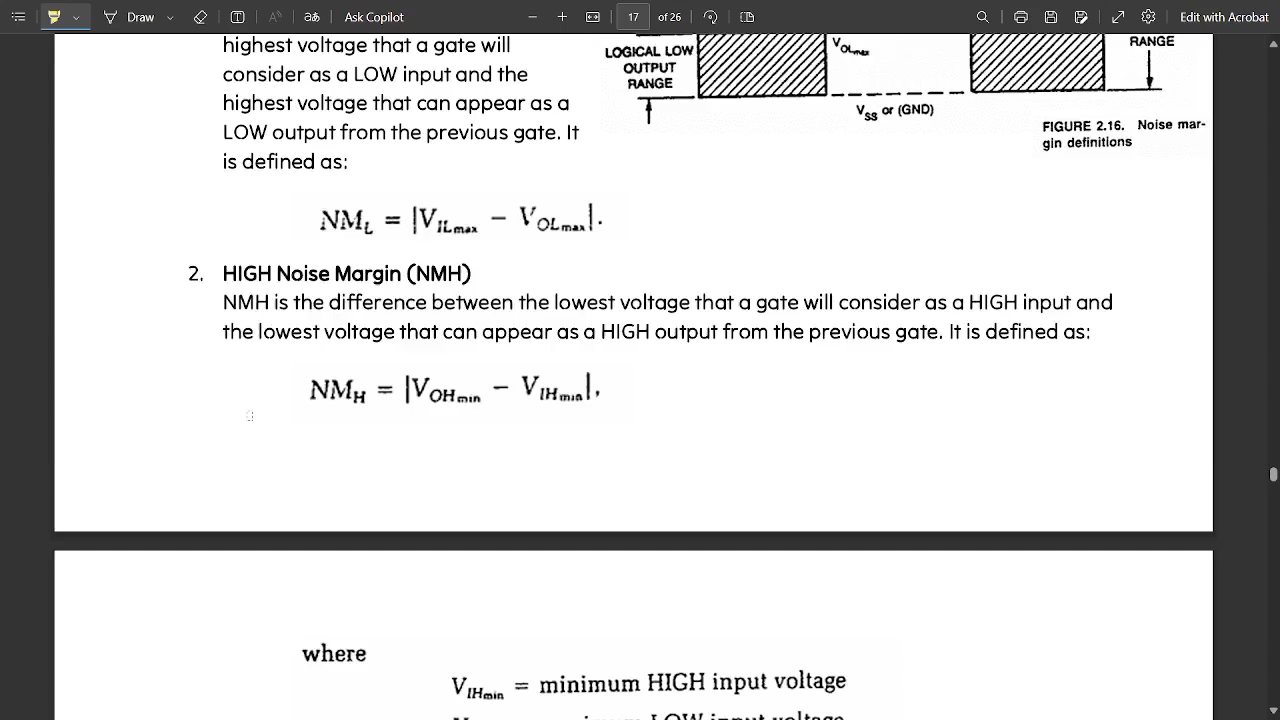 Draw
Ask Copilot
17 of 26
Edit with Acrobat
highest voltage that a gate will
consider as a LOW input and the
highest voltage that can appear as a
LOW output from the previous gate. It
is defined as:
LOGICAL LOW
OUTPUT
RANGE
VOLmax
RANGE
VSS or (GND)
FIGURE 2.16. Noise mar-
gin definitions
NML = |VILmax − VOLmax|.
2. HIGH Noise Margin (NMH)
NMH is the difference between the lowest voltage that a gate will consider as a HIGH input and
the lowest voltage that can appear as a HIGH output from the previous gate. It is defined as:
NMH = |VOHmin − VIHmin|,
where
VIHmin = minimum HIGH input voltage